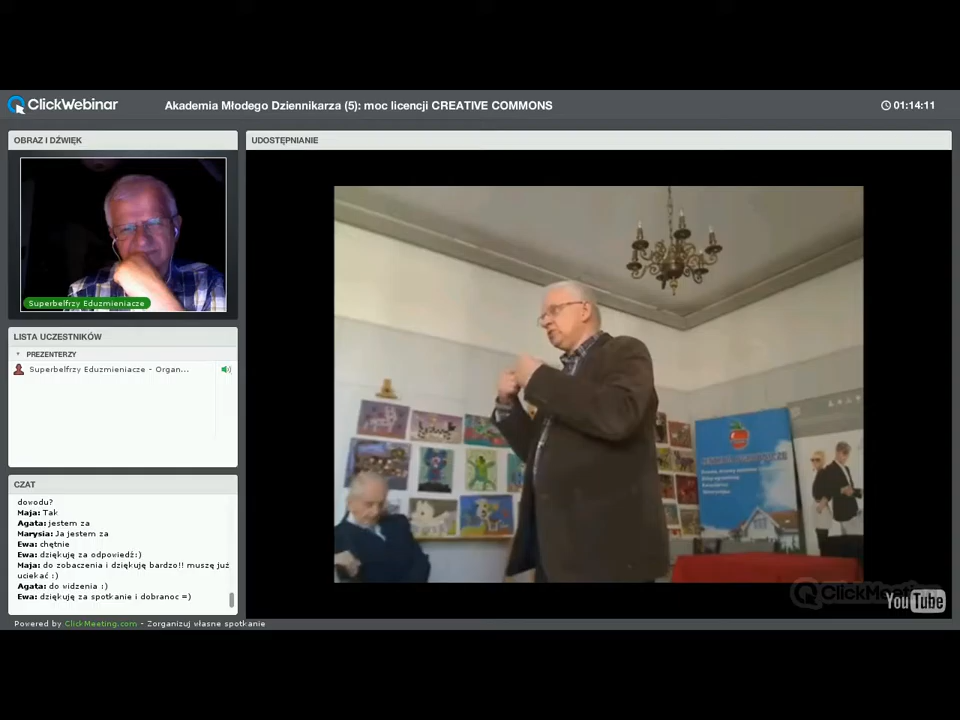 ClickWebinar
Akademia Młodego Dziennikarza (5): moc licencji CREATIVE COMMONS
01:14:11
OBRAZ I DŹWIĘK
Superbelfrzy Eduzmieniacze
LISTA UCZESTNIKÓW
PREZENTERZY
Superbelfrzy Eduzmieniacze - Organ...
CZAT
dowodu?
Maja: Tak
Agata: jestem za
Marysia: Ja jestem za
Ewa: chętnie
Ewa: dziękuję za odpowiedź:)
Maja: do zobaczenia i dziękuję bardzo!! muszę już
uciekać :)
Agata: do widzenia :)
Ewa: dziękuję za spotkanie i dobranoc =)
UDOSTĘPNIANIE
ClickMeeting
YouTube
Powered by ClickMeeting.com - Zorganizuj własne spotkanie